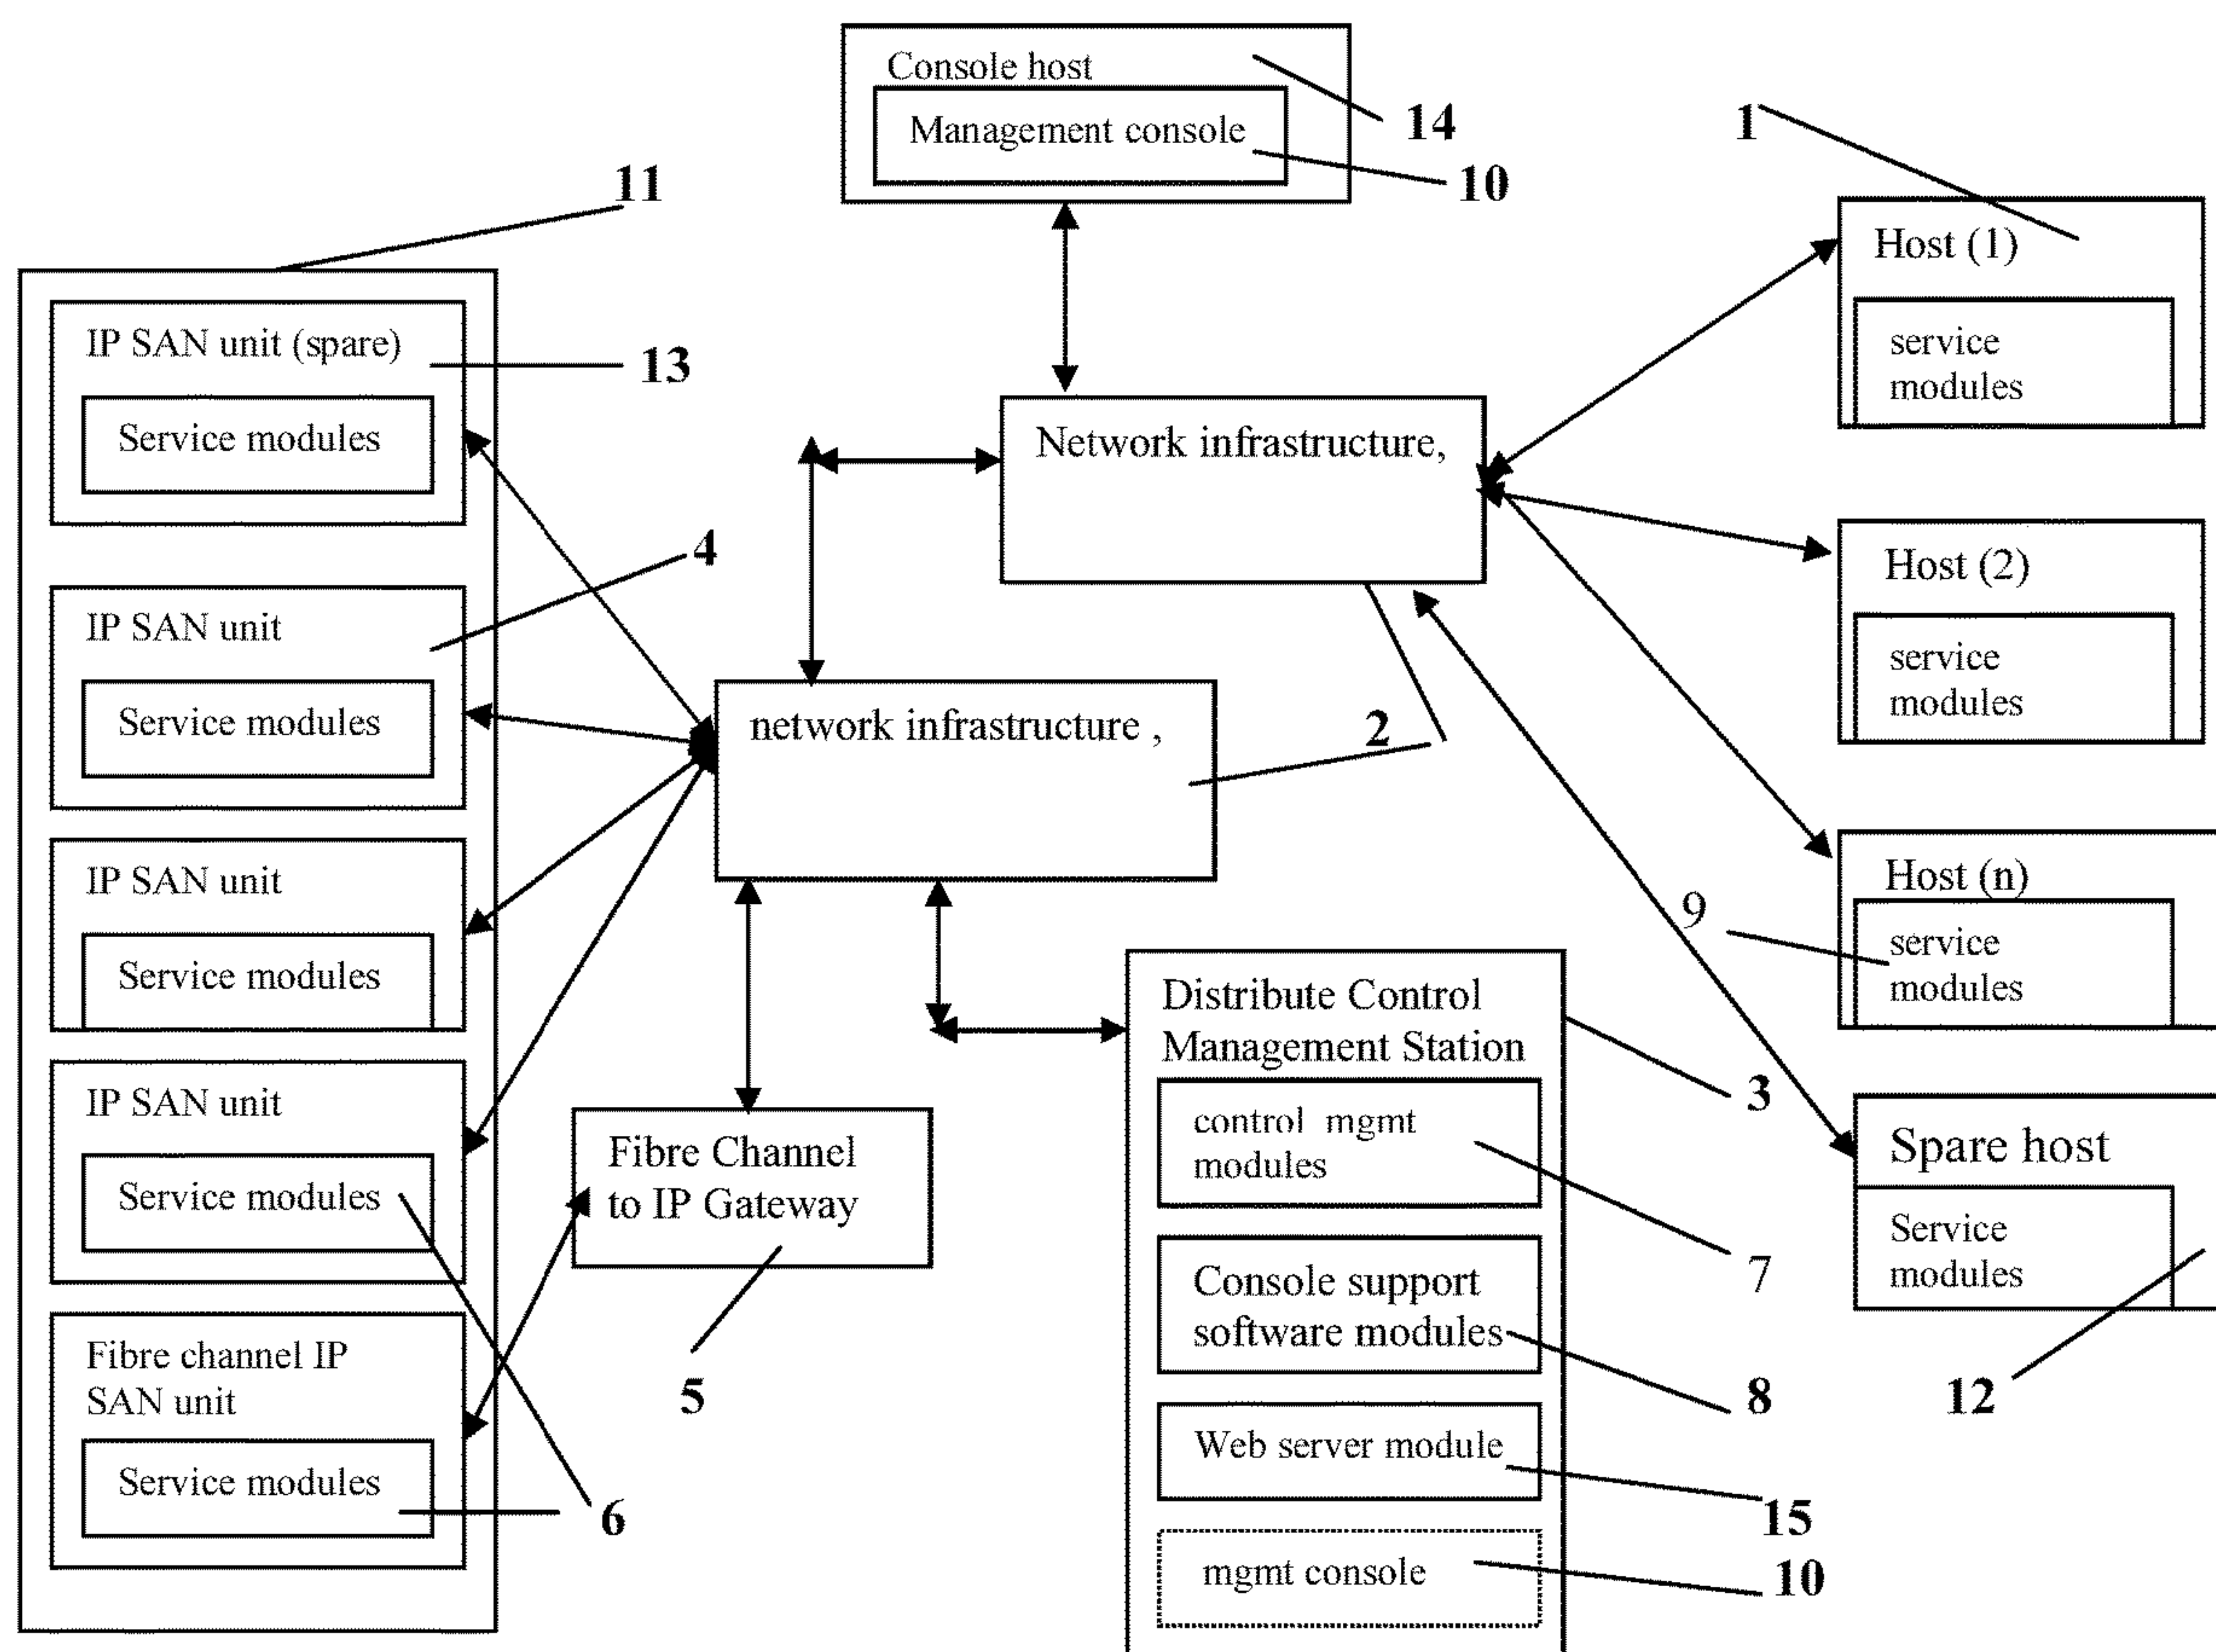 Console host
Management console
14
10
1
11
Host (1)
service
modules
IP SAN unit (spare)
13
Service modules
Network infrastructure,
4
Host (2)
service
modules
IP SAN unit
Service modules
network infrastructure ,
2
IP SAN unit
Service modules
Host (n)
9
service
modules
Distribute Control
Management Station
3
IP SAN unit
Service modules
control mgmt
modules
7
Fibre Channel
to IP Gateway
5
Spare host
Service
modules
12
Console support
software modules
8
Fibre channel IP
SAN unit
Service modules
6
Web server module
15
mgmt console
10